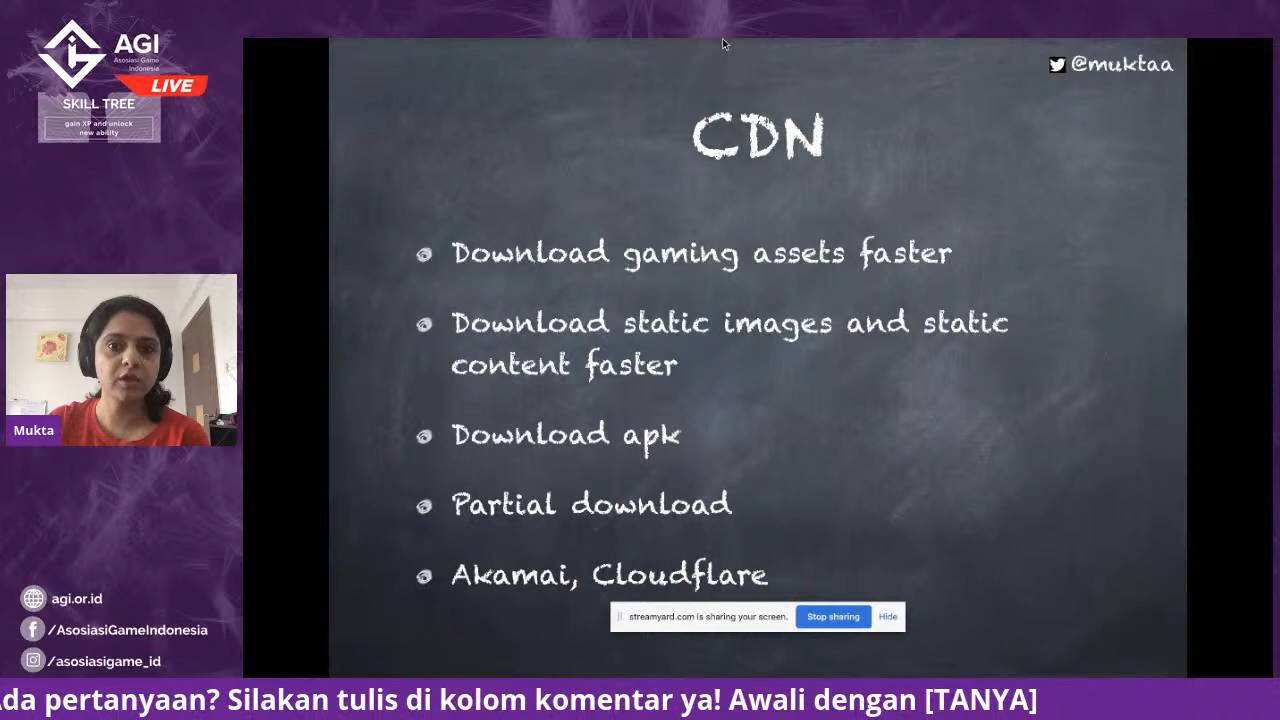 AGI
Asosiasi Game
Indonesia
LIVE
SKILL TREE
gain XP and unlock
new ability
@muktaa
CDN
Download gaming assets faster
Download static images and static
content faster
Download apk
Partial download
Akamai, Cloudflare
streamyard.com is sharing your screen.
Stop sharing
Hide
Mukta
agi.or.id
/AsosiasiGameIndonesia
/asosiasigame_id
pertanyaan? Silakan tulis di kolom komentar ya! Awali dengan [TANYA]